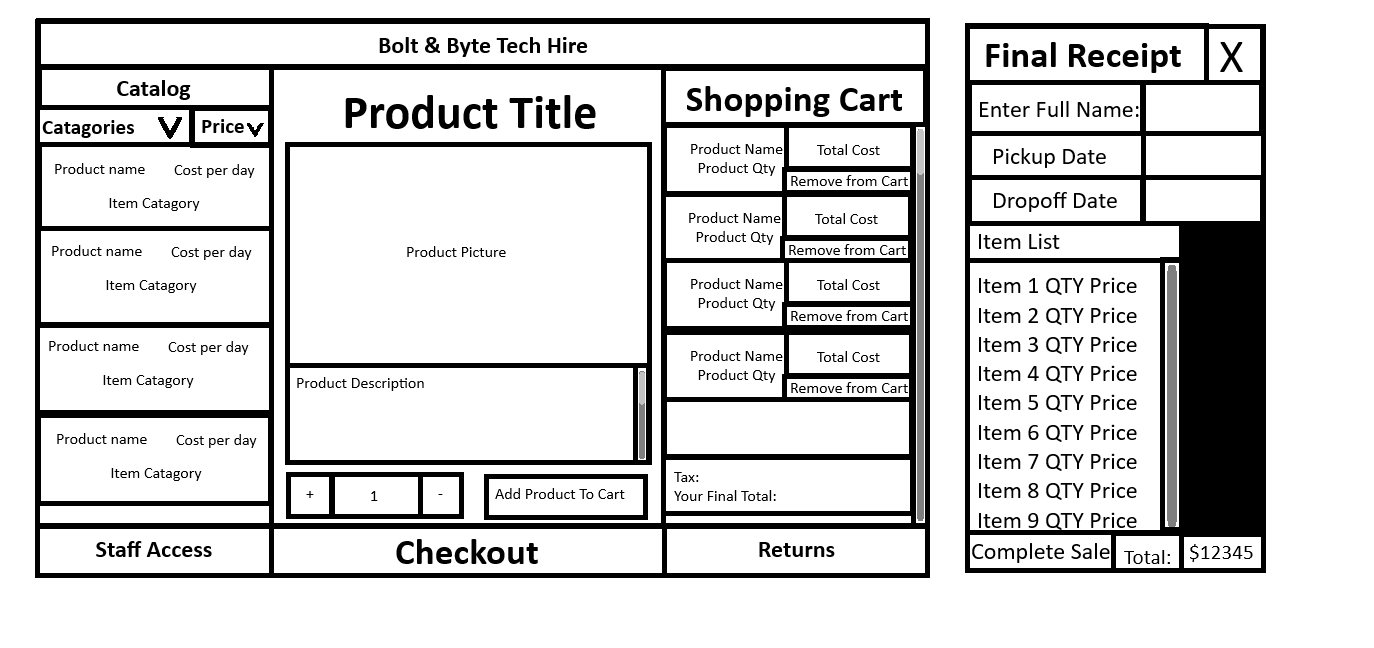 Bolt & Byte Tech Hire
Catalog
Catagories V Price
Product name Cost per day
Item Catagory
Product name Cost per day
Item Catagory
Product name Cost per day
Item Catagory
Product name Cost per day
Item Catagory
Product Title
Product Picture
Product Description
+ 1 -
Add Product To Cart
Shopping Cart
Product Name
Product Qty
Total Cost
Remove from Cart
Product Name
Product Qty
Total Cost
Remove from Cart
Product Name
Product Qty
Total Cost
Remove from Cart
Product Name
Product Qty
Total Cost
Remove from Cart
Tax:
Your Final Total:
Staff Access
Checkout
Returns
Final Receipt X
Enter Full Name:
Pickup Date
Dropoff Date
Item List
Item 1 QTY Price
Item 2 QTY Price
Item 3 QTY Price
Item 4 QTY Price
Item 5 QTY Price
Item 6 QTY Price
Item 7 QTY Price
Item 8 QTY Price
Item 9 QTY Price
Complete Sale Total: $12345